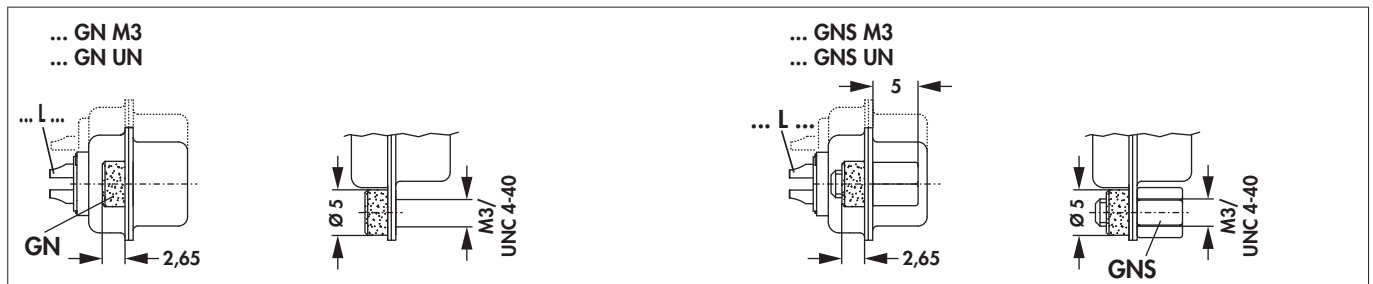 ... GN M3
... GN UN
... L ...
GN
2,65
Ø 5
M3/
UNC 4-40
... GNS M3
... GNS UN
5
... L ...
2,65
Ø 5
M3/
UNC 4-40
GNS